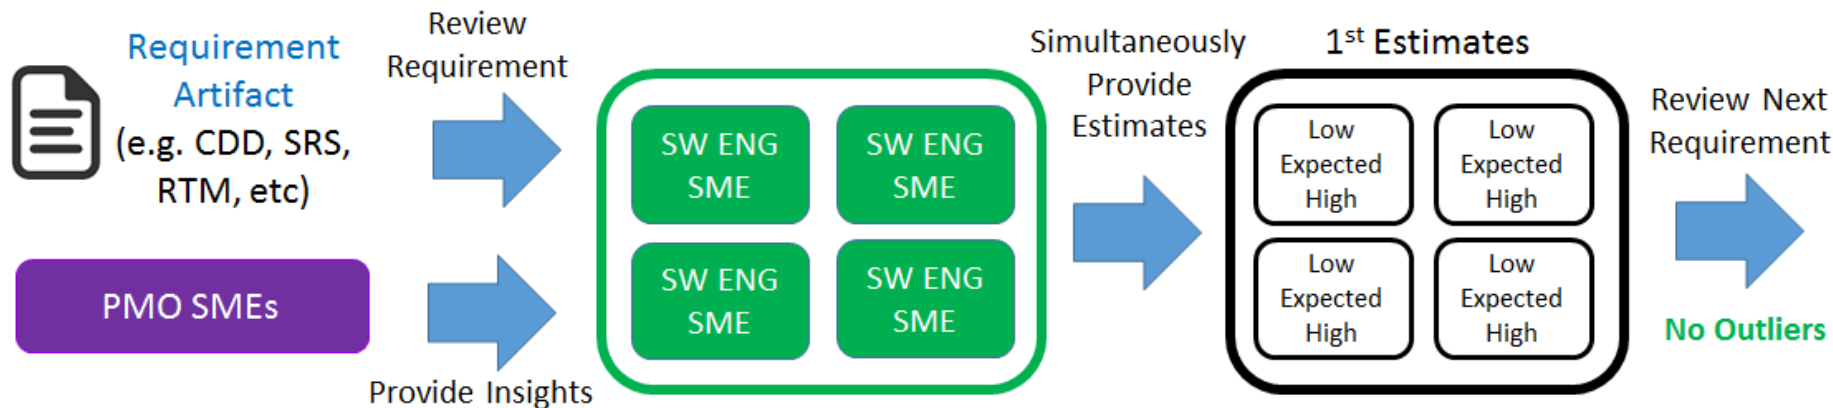 Requirement
Artifact
(e.g. CDD, SRS,
RTM, etc)
PMO SMEs
Review
Requirement
Provide Insights
SW ENG
SME
SW ENG
SME
SW ENG
SME
SW ENG
SME
Simultaneously
Provide
Estimates
1st Estimates
Low
Expected
High
Low
Expected
High
Low
Expected
High
Low
Expected
High
Review Next
Requirement
No Outliers